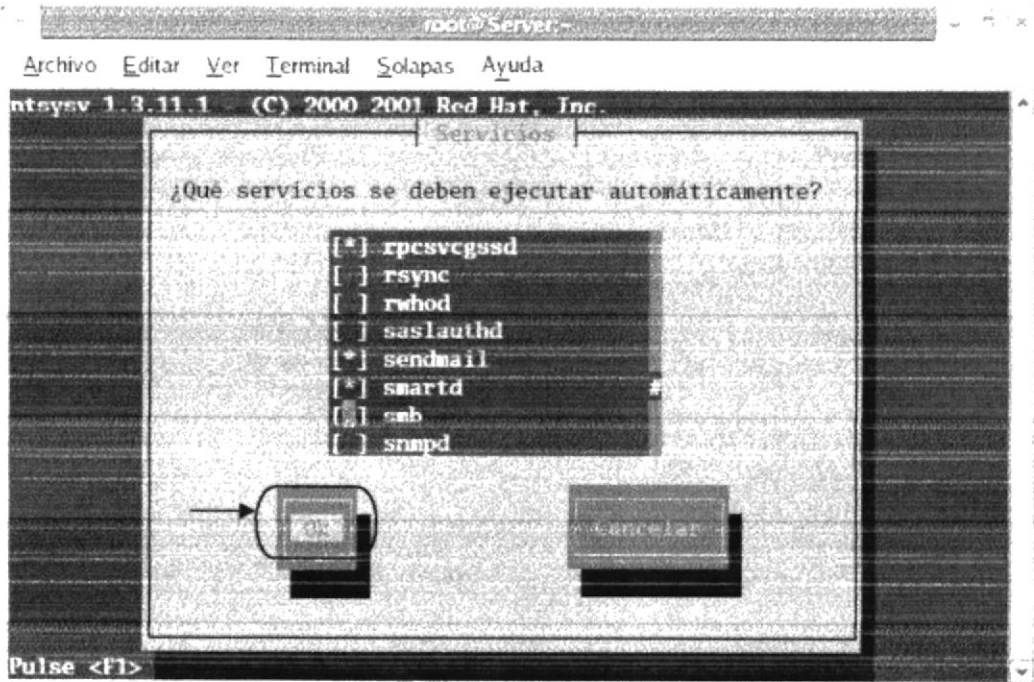 root@Server:~
Archivo Editar Ver Terminal Solapas Ayuda
ntsysv 1.3.11.1 - (C) 2000 2001 Red Hat, Inc.
Servicios
¿Qué servicios se deben ejecutar automáticamente?
[*] rpcsvcgssd
[ ] rsync
[ ] rwhod
[ ] saslauthd
[*] sendmail
[*] smartd #
[ ] smb
[ ] snmpd
Ok Cancelar
Pulse <F1>